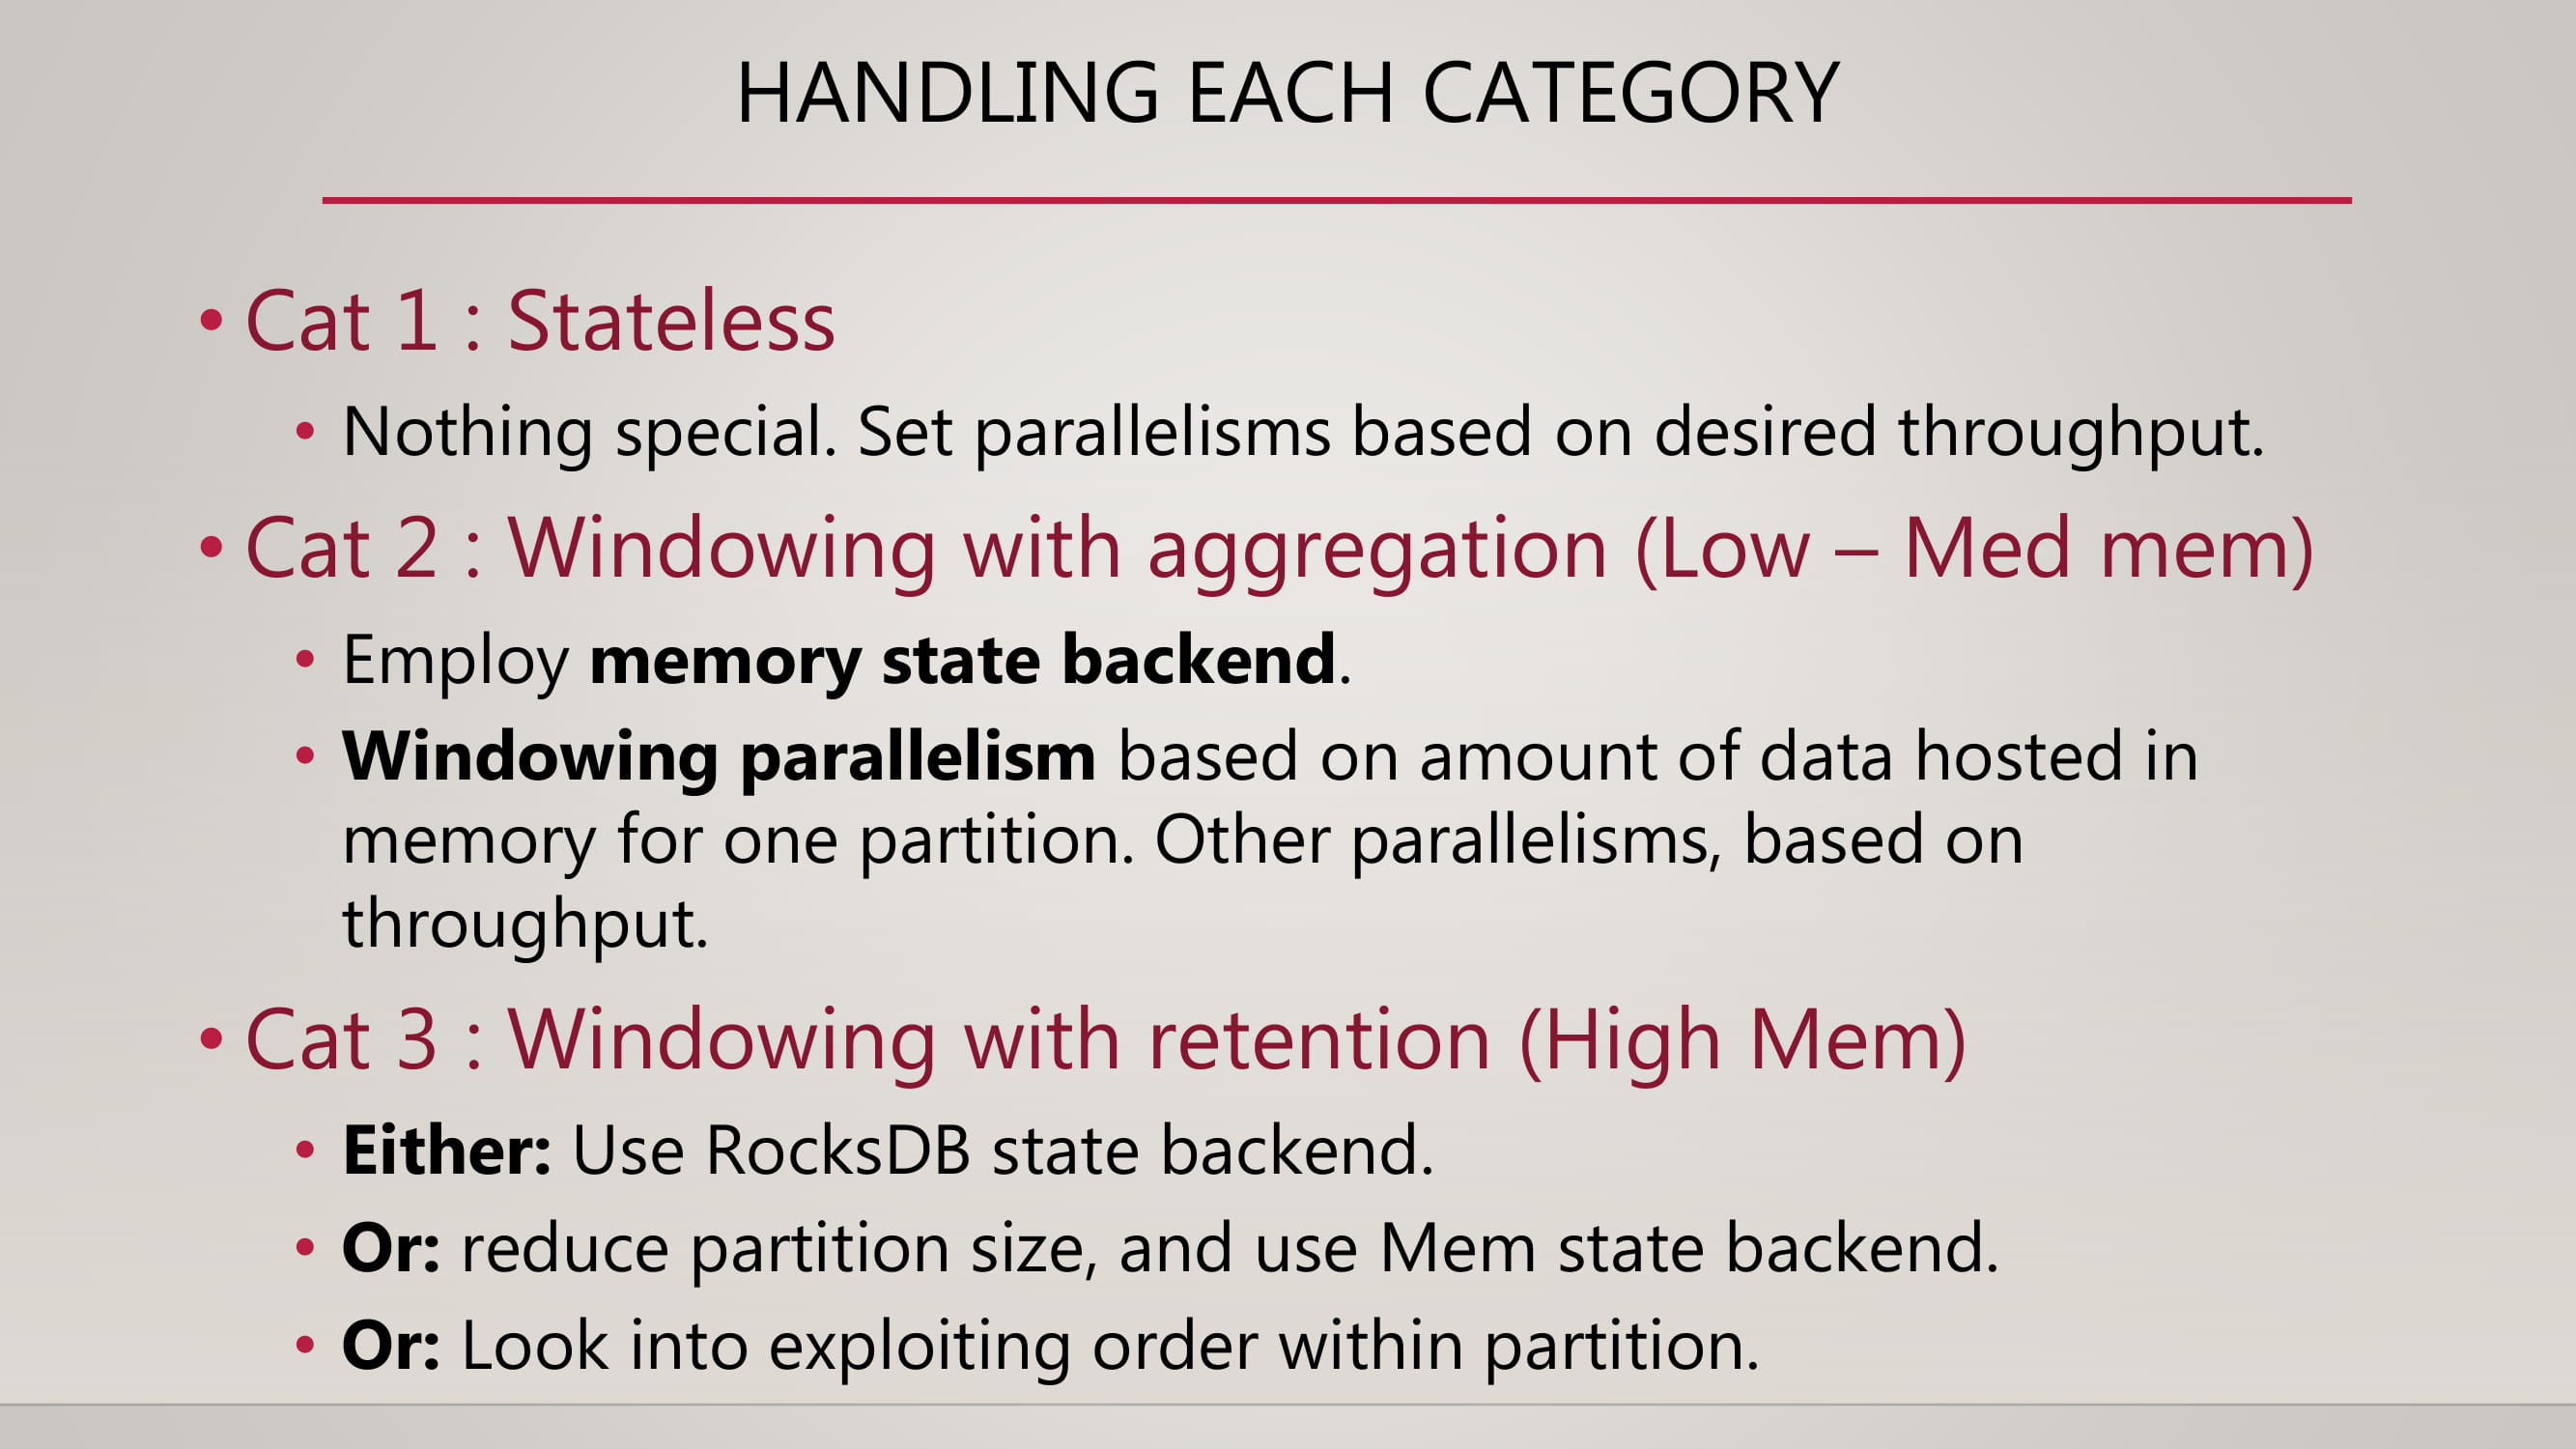 HANDLING EACH CATEGORY
• Cat 1 : Stateless
• Nothing special. Set parallelisms based on desired throughput.
• Cat 2 : Windowing with aggregation (Low – Med mem)
• Employ memory state backend.
• Windowing parallelism based on amount of data hosted in
memory for one partition. Other parallelisms, based on
throughput.
• Cat 3 : Windowing with retention (High Mem)
• Either: Use RocksDB state backend.
• Or: reduce partition size, and use Mem state backend.
• Or: Look into exploiting order within partition.